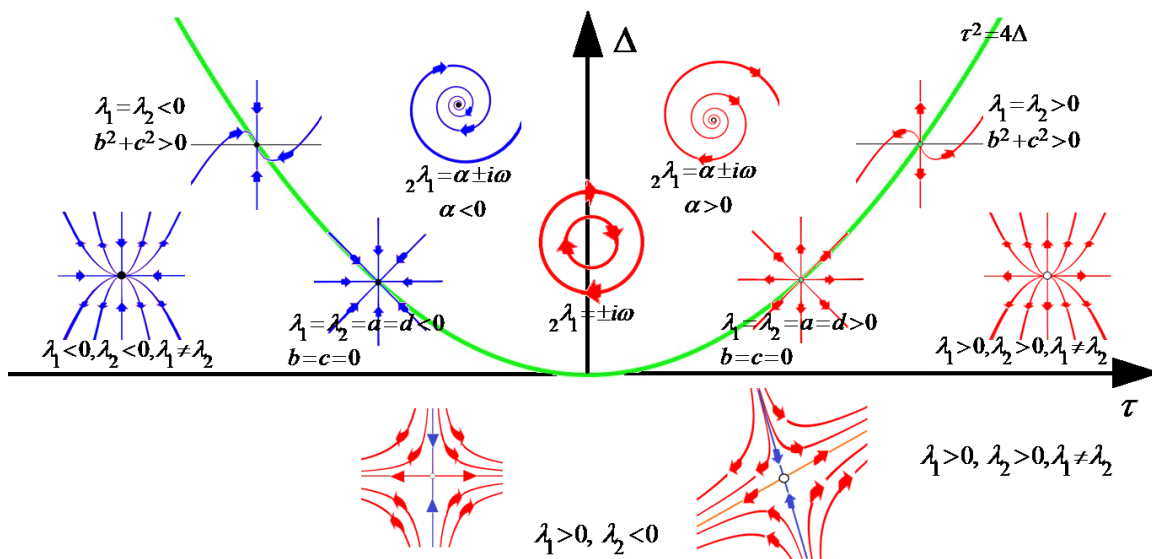 Δ
τ²=4Δ
λ₁=λ₂<0
b²+c²>0
λ₁=λ₂>0
b²+c²>0
₂λ₁=α±iω
α<0
₂λ₁=α±iω
α>0
₂λ₁=±iω
λ₁<0,λ₂<0,λ₁≠λ₂
λ₁=λ₂=a=d<0
b=c=0
λ₁=λ₂=a=d>0
b=c=0
λ₁>0,λ₂>0,λ₁≠λ₂
τ
λ₁>0, λ₂>0,λ₁≠λ₂
λ₁>0, λ₂<0